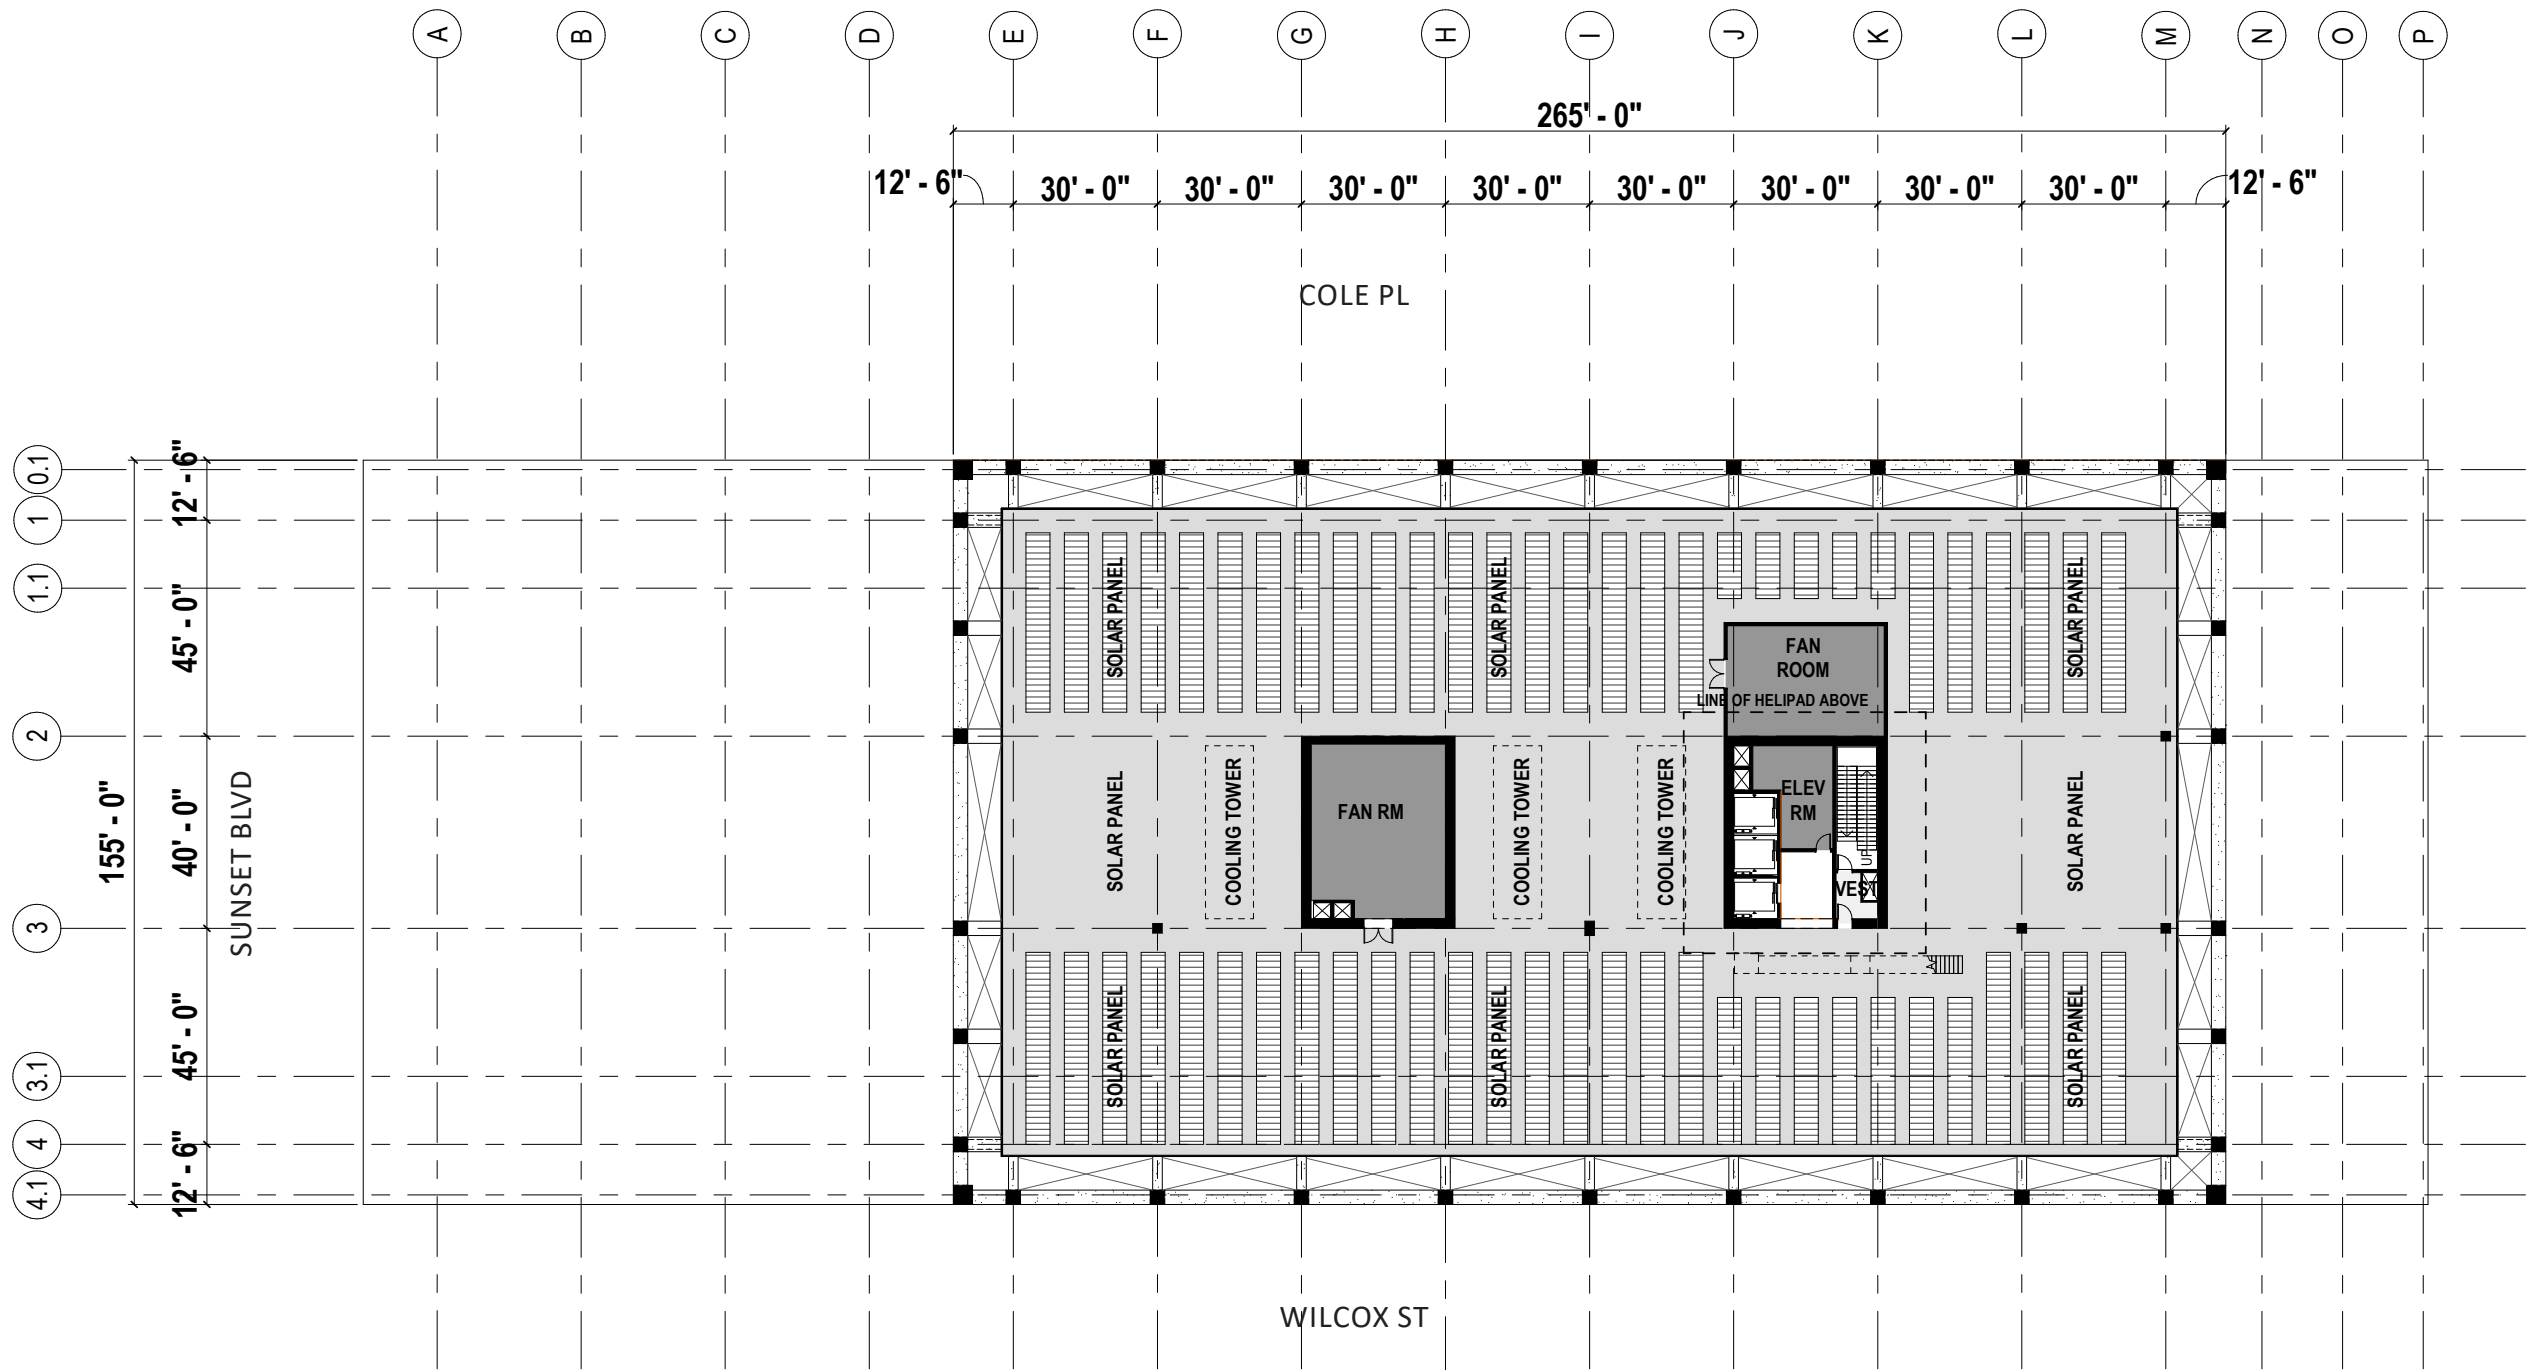 A
B
C
D
E
F
G
H
I
J
K
L
M
N
O
P
265' - 0"
12' - 6"
30' - 0"
30' - 0"
30' - 0"
30' - 0"
30' - 0"
30' - 0"
30' - 0"
30' - 0"
12' - 6"
COLE PL
0.1
1
1.1
2
3
3.1
4
4.1
155' - 0"
12' - 6"
45' - 0"
40' - 0"
45' - 0"
12' - 6"
SUNSET BLVD
SOLAR PANEL
SOLAR PANEL
SOLAR PANEL
FAN
ROOM
LINE OF HELIPAD ABOVE
SOLAR PANEL
COOLING TOWER
FAN RM
COOLING TOWER
COOLING TOWER
ELEV
RM
UP
VEST
SOLAR PANEL
SOLAR PANEL
SOLAR PANEL
SOLAR PANEL
WILCOX ST